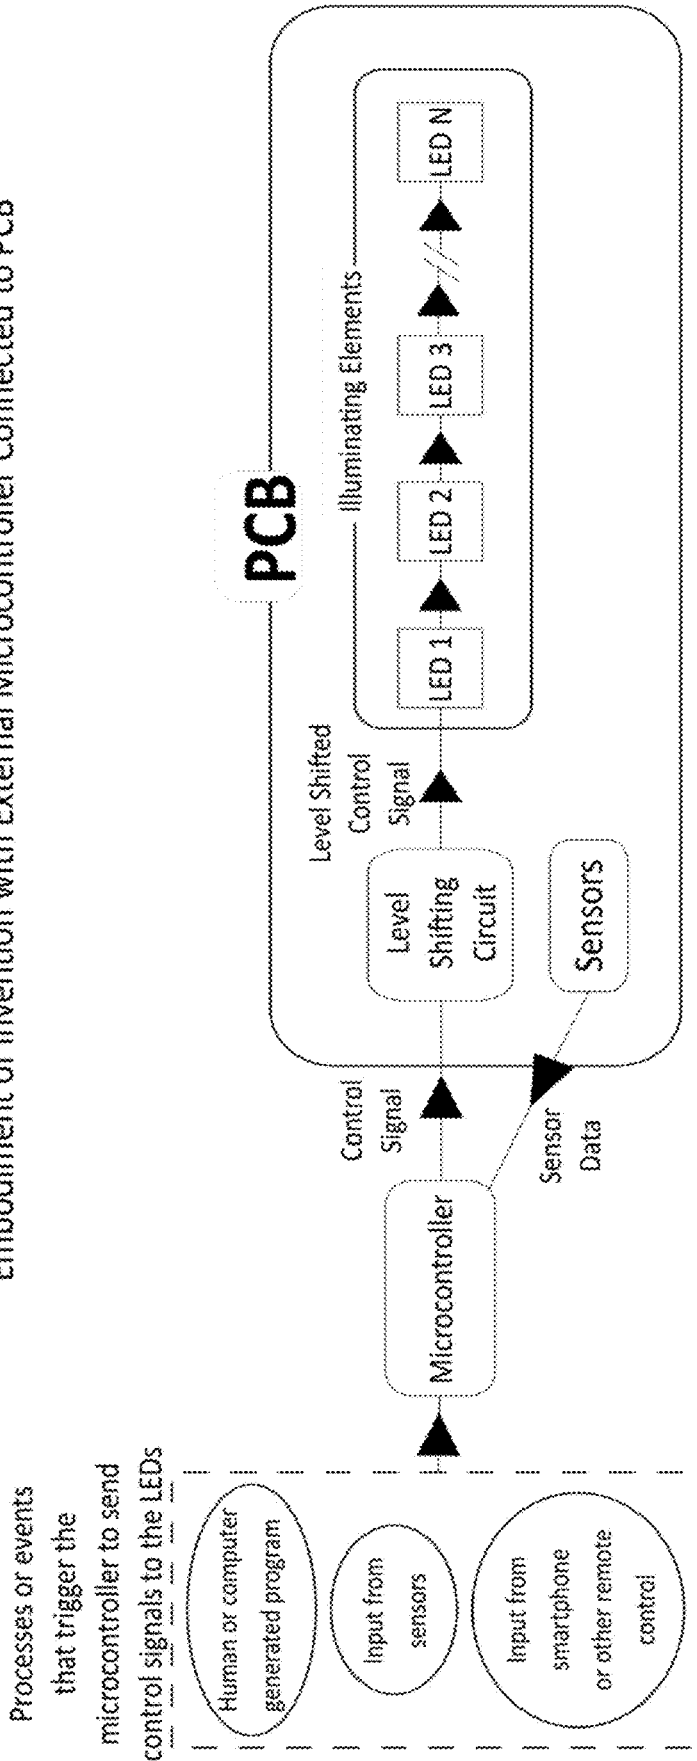 Embodiment of Invention with External Microcontroller Connected to PCB
Processes or events
that trigger the
microcontroller to send
control signals to the LEDs
Human or computer
generated program
Input from
sensors
Input from
smartphone
or other remote
control
Microcontroller
Control
Signal
Sensor
Data
PCB
Level
Shifting
Circuit
Sensors
Level Shifted
Control
Signal
Illuminating Elements
LED 1
LED 2
LED 3
LED N